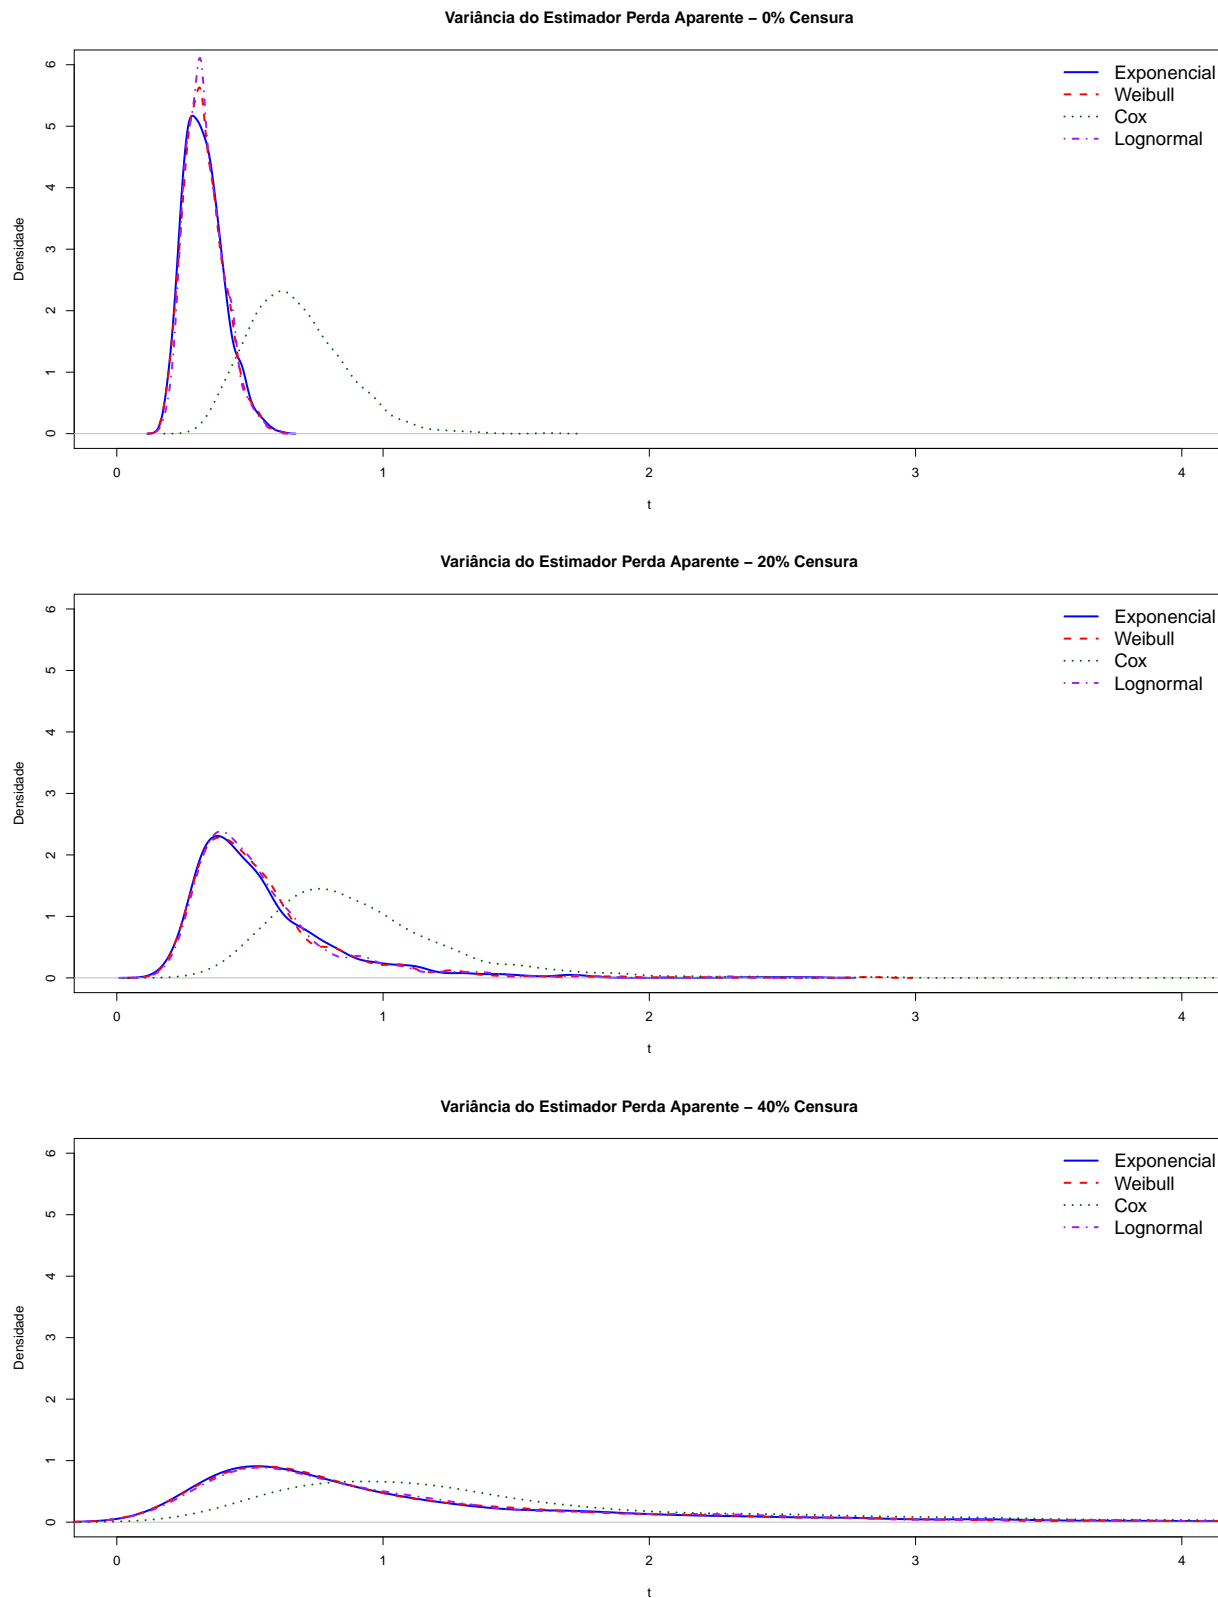 Variância do Estimador Perda Aparente – 0% Censura
Exponencial
Weibull
Cox
Lognormal
Densidade
6
5
4
3
2
1
0
0 1 2 3 4
t
Variância do Estimador Perda Aparente – 20% Censura
Exponencial
Weibull
Cox
Lognormal
Densidade
6
5
4
3
2
1
0
0 1 2 3 4
t
Variância do Estimador Perda Aparente – 40% Censura
Exponencial
Weibull
Cox
Lognormal
Densidade
6
5
4
3
2
1
0
0 1 2 3 4
t